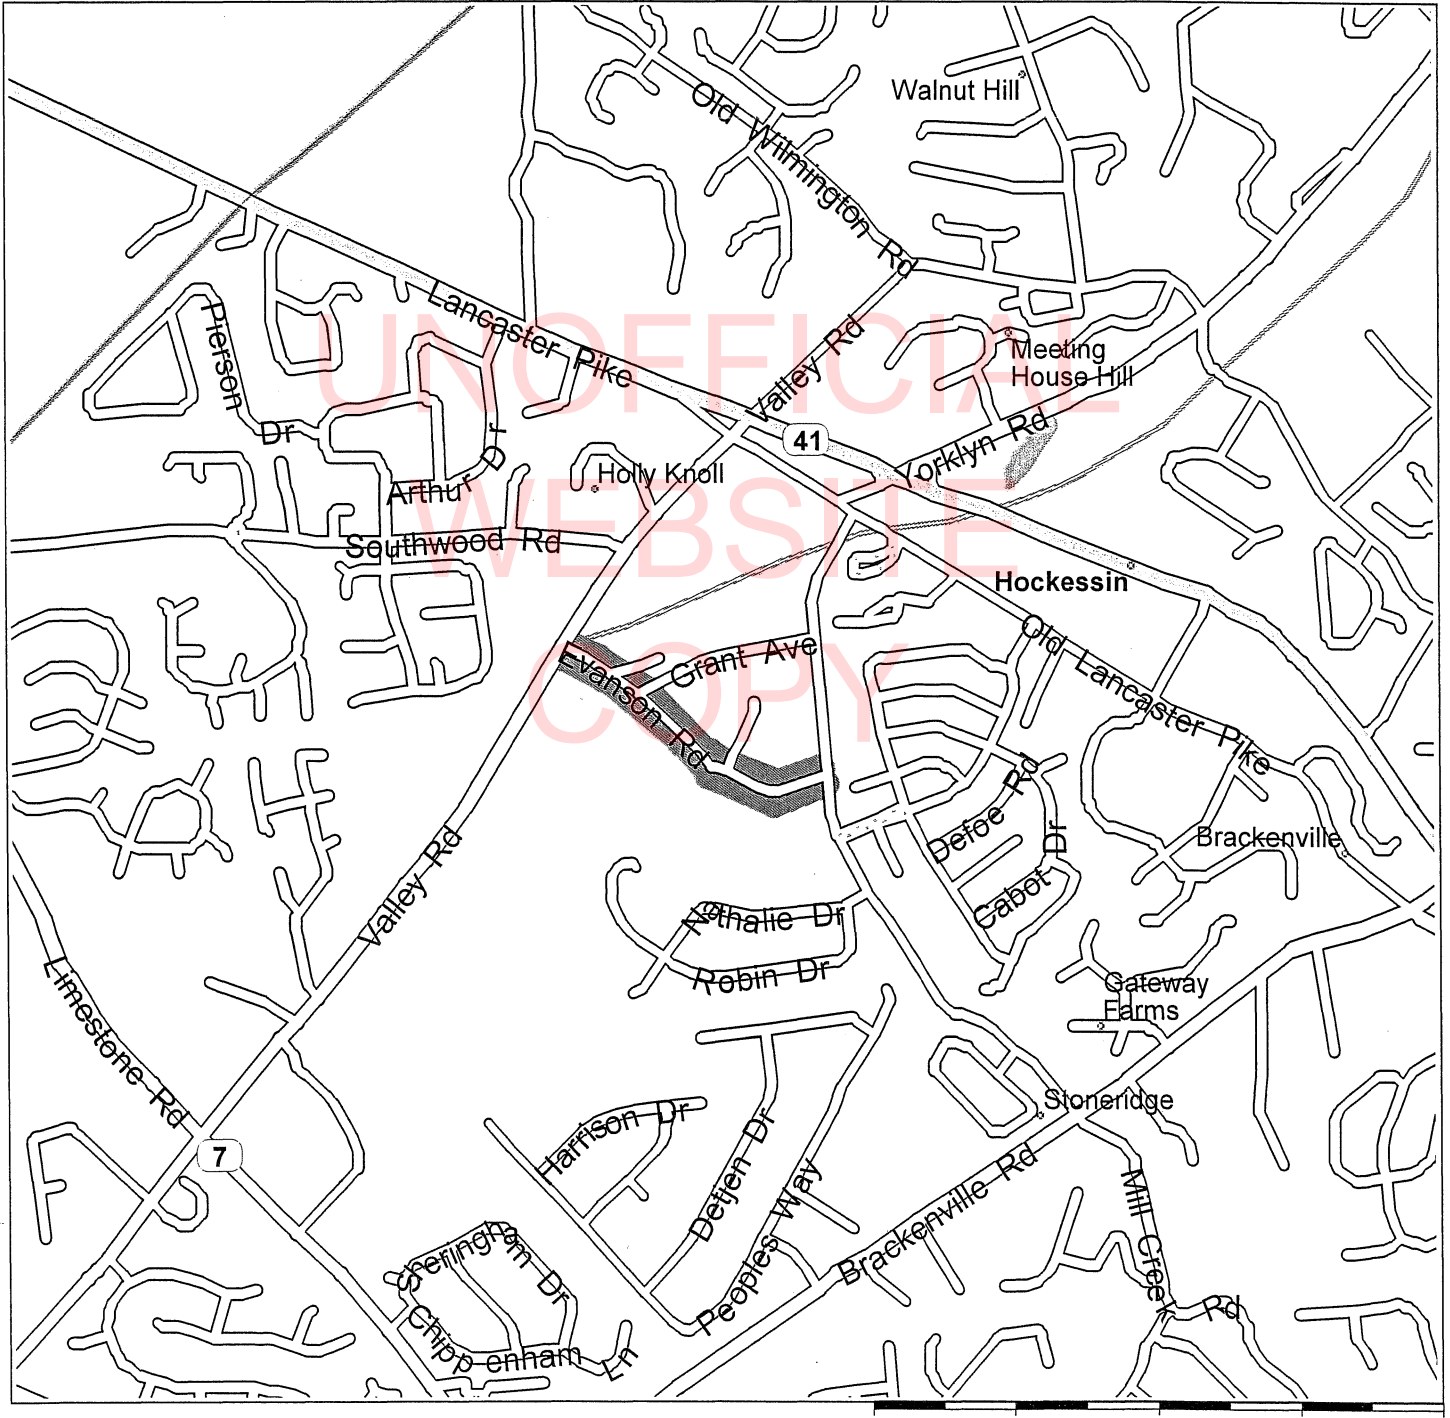 Walnut Hill
Old Wilmington Rd
Lancaster Pike
Valley Rd
Pierson
Dr
Meeting
House Hill
41
Yorklyn Rd
Arthur Dr
Holly Knoll
Southwood Rd
UNOFFICIAL
WEBSITE
COPY
Hockessin
Evanson Rd
Grant Ave
Old Lancaster Pike
Defoe Rd
Cabot Dr
Brackenville
Valley Rd
Nathalie Dr
Robin Dr
Limestone Rd
Gateway
Farms
Stoneridge
7
Harrison Dr
Detjen Dr
Peoples Way
Brackenville Rd
Mill Creek Rd
Sheringham Dr
Chippenham Ln